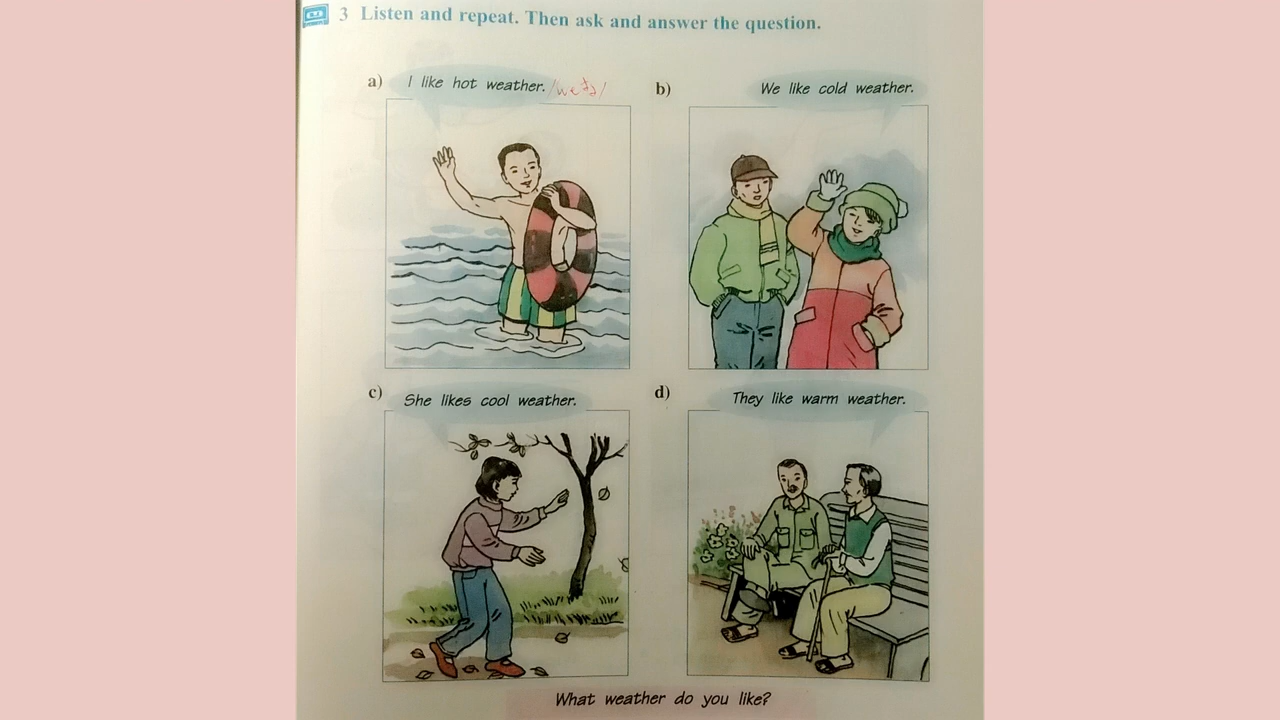 3 Listen and repeat. Then ask and answer the question.
a) I like hot weather. /weðə/
b) We like cold weather.
c) She likes cool weather.
d) They like warm weather.
What weather do you like?